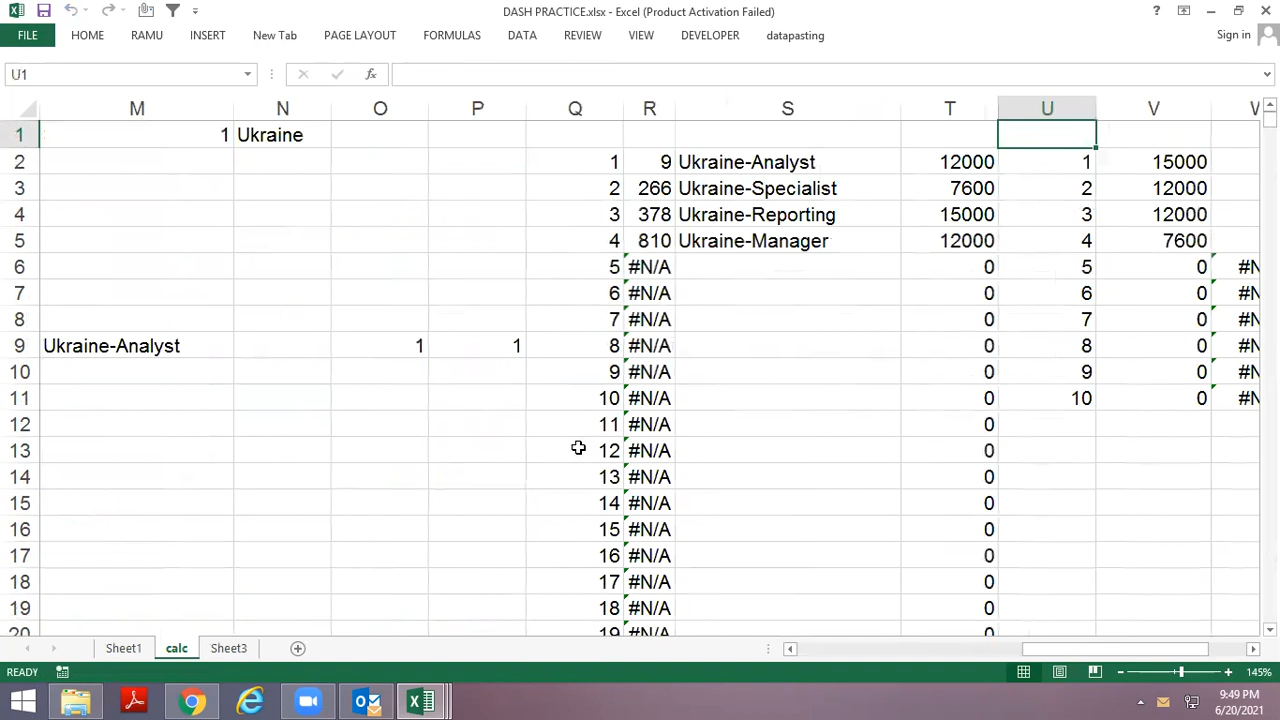 DASH PRACTICE.xlsx - Excel (Product Activation Failed)
FILE HOME RAMU INSERT New Tab PAGE LAYOUT FORMULAS DATA REVIEW VIEW DEVELOPER datapasting Sign in
U1
M N O P Q R S T U V
1 1 Ukraine
2 1 9 Ukraine-Analyst 12000 1 15000
3 2 266 Ukraine-Specialist 7600 2 12000
4 3 378 Ukraine-Reporting 15000 3 12000
5 4 810 Ukraine-Manager 12000 4 7600
6 5 #N/A 0 5 0 #N
7 6 #N/A 0 6 0 #N
8 7 #N/A 0 7 0 #N
9 Ukraine-Analyst 1 1 8 #N/A 0 8 0 #N
10 9 #N/A 0 9 0 #N
11 10 #N/A 0 10 0 #N
12 11 #N/A 0
13 12 #N/A 0
14 13 #N/A 0
15 14 #N/A 0
16 15 #N/A 0
17 16 #N/A 0
18 17 #N/A 0
19 18 #N/A 0
20 19 #N/A 0
Sheet1 calc Sheet3
READY 145%
9:49 PM
6/20/2021